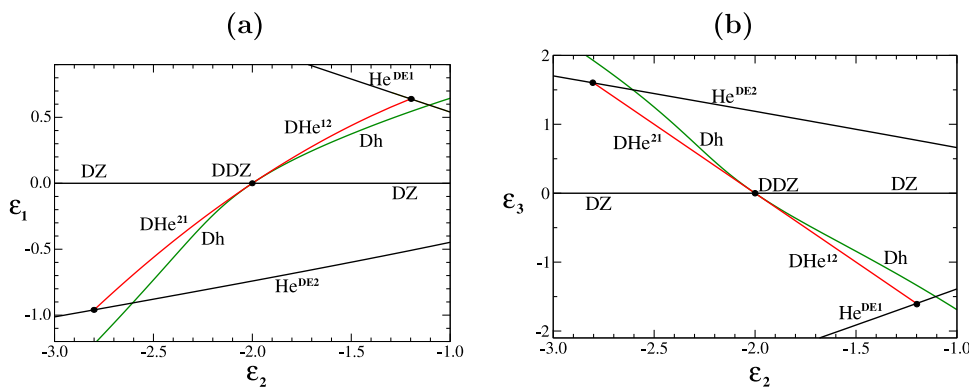 (a) (b)
He^DE1
DHe^12
Dh
DZ DDZ DZ
DHe^21
Dh
He^DE2
0.5
0.0
-0.5
-1.0
-3.0 -2.5 -2.0 -1.5 -1.0
ε1
ε2
He^DE2
Dh
DHe^21
DDZ DZ
DZ
Dh
DHe^12
He^DE1
2
1
0
-1
-2
-3.0 -2.5 -2.0 -1.5 -1.0
ε3
ε2